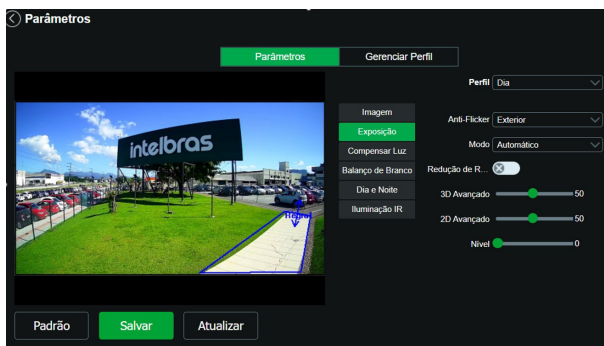 Parâmetros
Parâmetros Gerenciar Perfil
Perfil Dia
Imagem
Exposição
Compensar Luz
Balanço de Branco
Dia e Noite
Iluminação IR
Anti-Flicker Exterior
Modo Automático
Redução de R...
3D Avançado 50
2D Avançado 50
Nível 0
intelbras
Padrão Salvar Atualizar